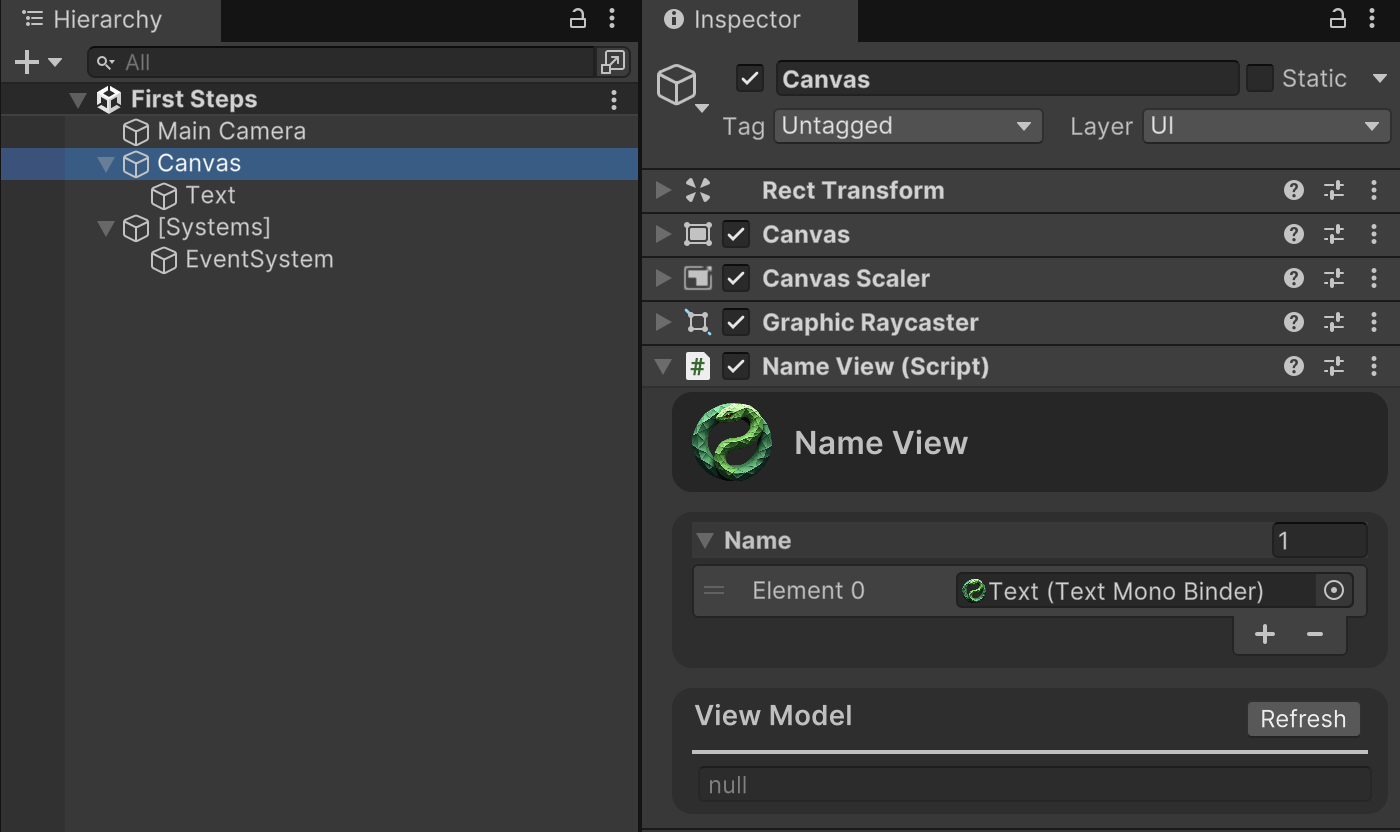 Hierarchy
All
First Steps
Main Camera
Canvas
Text
[Systems]
EventSystem
Inspector
Canvas
Static
Tag
Untagged
Layer
UI
Rect Transform
Canvas
Canvas Scaler
Graphic Raycaster
# Name View (Script)
Name View
Name
1
Element 0
Text (Text Mono Binder)
View Model
Refresh
null